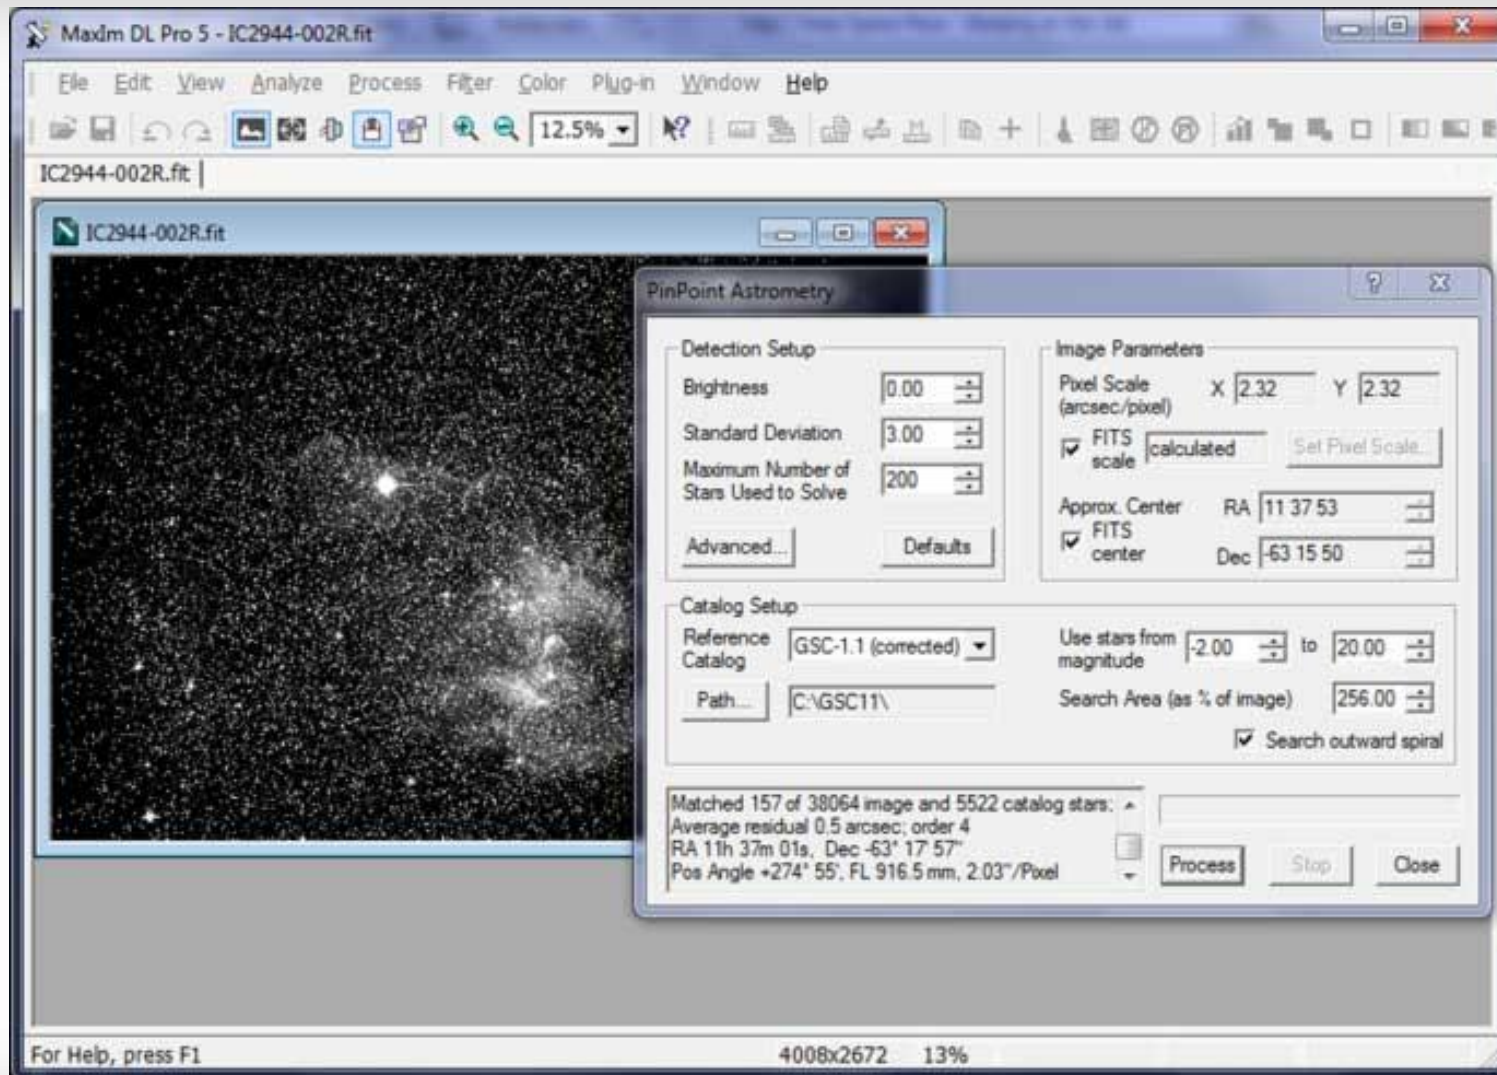 MaxIm DL Pro 5 - IC2944-002R.fit
File Edit View Analyze Process Filter Color Plug-in Window Help
12.5%
IC2944-002R.fit
IC2944-002R.fit
PinPoint Astrometry
Detection Setup
Brightness 0.00
Standard Deviation 3.00
Maximum Number of
Stars Used to Solve 200
Advanced... Defaults
Image Parameters
Pixel Scale
(arcsec/pixel) X 2.32 Y 2.32
FITS
scale calculated Set Pixel Scale...
Approx. Center RA 11 37 53
FITS
center Dec -63 15 50
Catalog Setup
Reference
Catalog GSC-1.1 (corrected)
Path... C:\GSC11\
Use stars from
magnitude -2.00 to 20.00
Search Area (as % of image) 256.00
Search outward spiral
Matched 157 of 38064 image and 5522 catalog stars;
Average residual 0.5 arcsec; order 4
RA 11h 37m 01s, Dec -63° 17' 57"
Pos Angle +274° 55', FL 916.5 mm, 2.03"/Pixel
Process Stop Close
For Help, press F1 4008x2672 13%